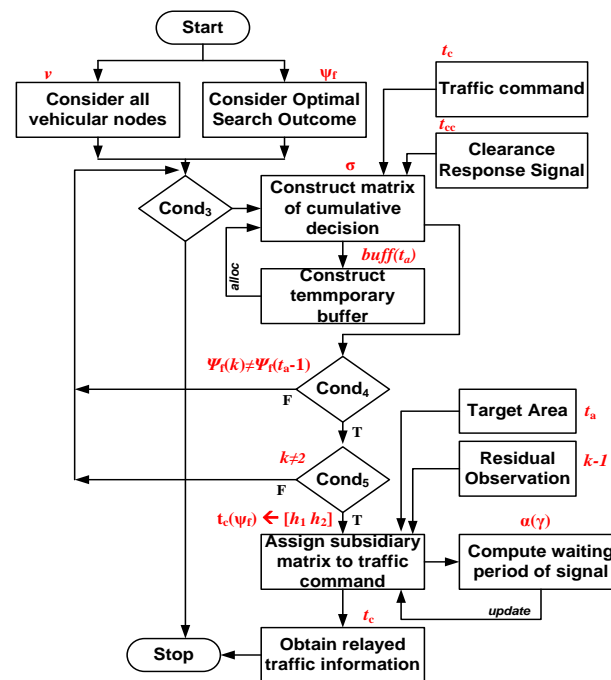 Start
v
Ψf
tc
Consider all
vehicular nodes
Consider Optimal
Search Outcome
Traffic command
tcc
Clearance
Response Signal
σ
Cond3
Construct matrix
of cumulative
decision
buff(ta)
alloc
Construct
temmporary
buffer
Ψf(k)≠Ψf(ta-1)
Cond4
F
T
Target Area
ta
k≠2
Cond5
F
T
Residual
Observation
k-1
tc(ψf) ← [h1 h2]
α(γ)
Assign subsidiary
matrix to traffic
command
Compute waiting
period of signal
update
tc
Stop
Obtain relayed
traffic information